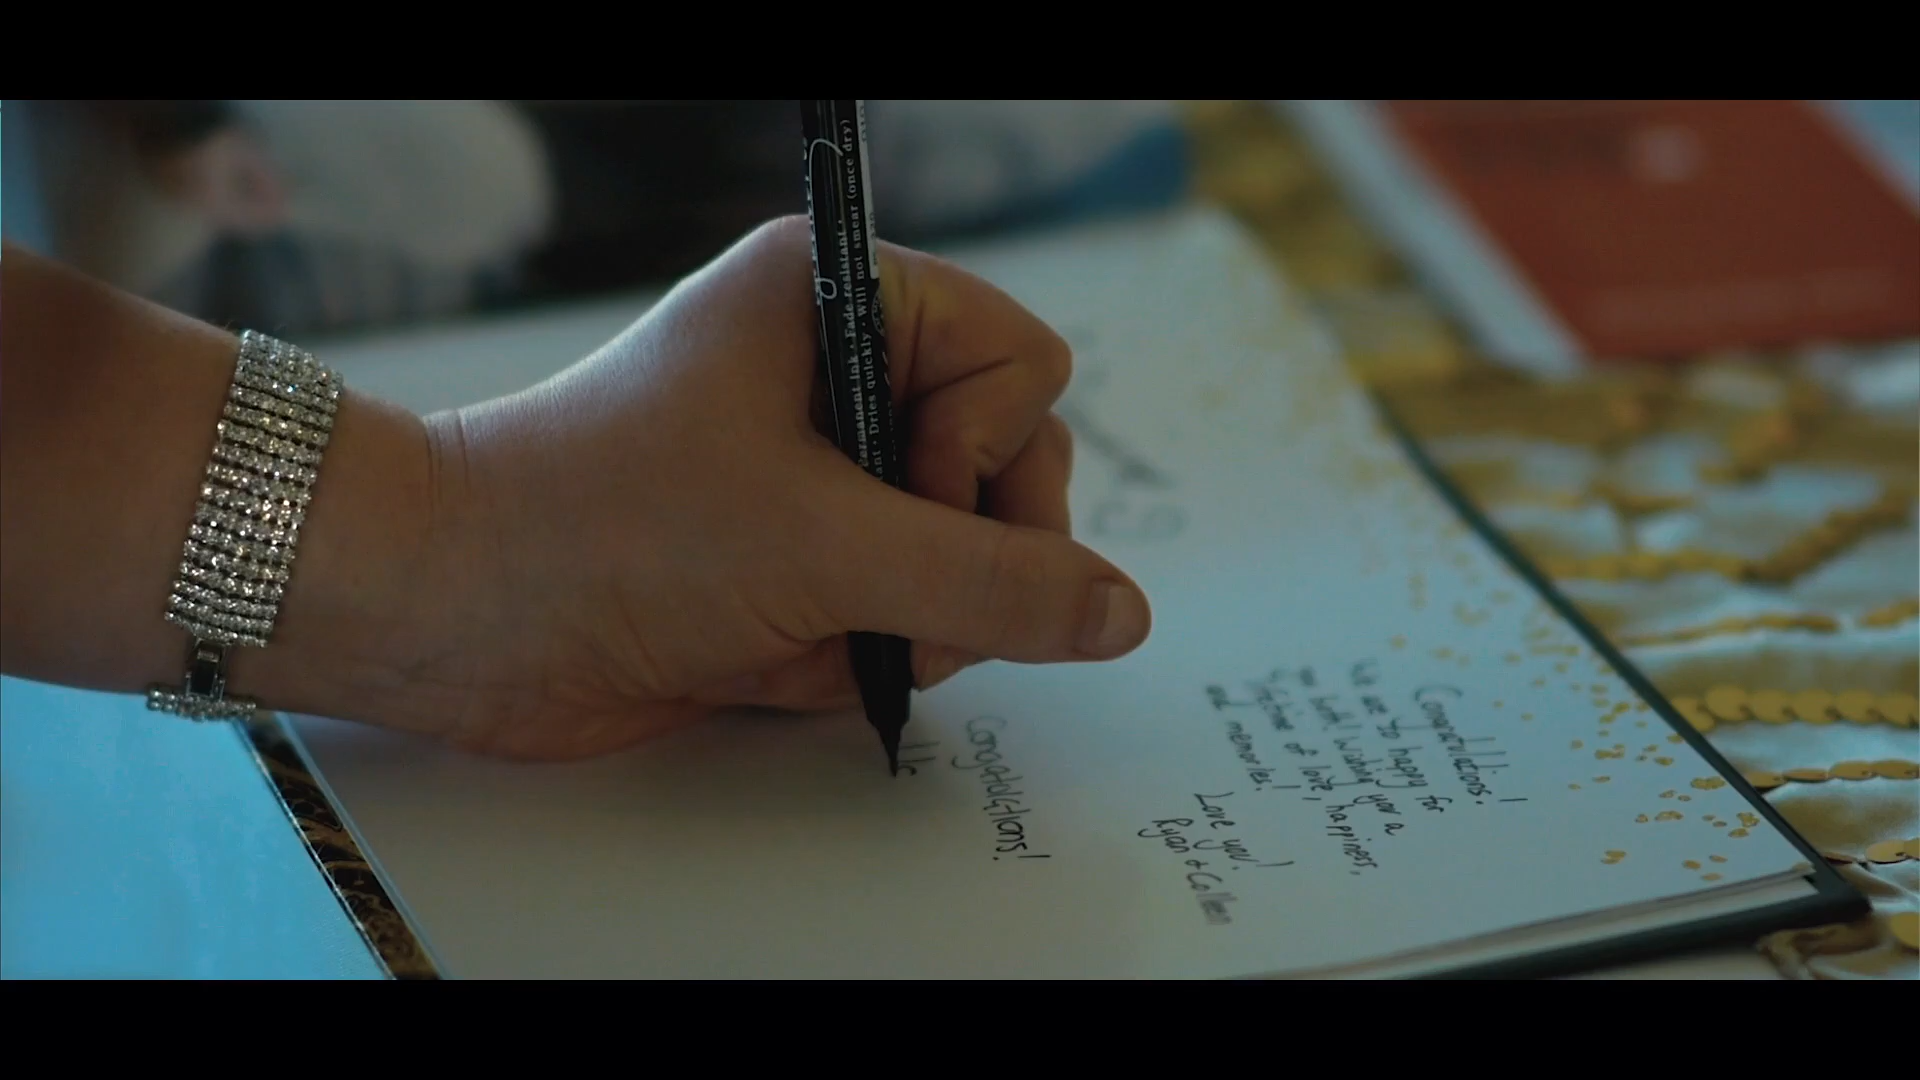 Permanent ink • Fade resistant •
ant • Dries quickly • Will not smear (once dry)
Congratulations!
We are so happy for
you both! Wishing you a
lifetime of love, happiness,
and memories!
Love you!
Ryan & Colleen
Congratulations!